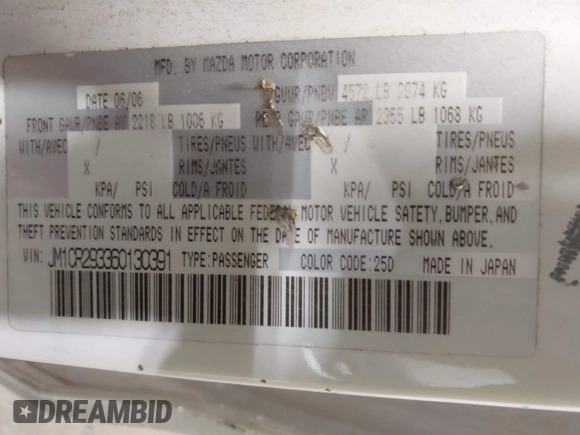 MFD. BY MAZDA MOTOR CORPORATION
DATE 06/06 GVWR/PNBV 4572 LB 2074 KG
FRONT GAWR/PNBE AV 2218 LB 1006 KG REAR GAWR/PNBE AR 2355 LB 1068 KG
WITH/AVEC / TIRES/PNEUS WITH/AVEC / TIRES/PNEUS
X RIMS/JANTES X RIMS/JANTES
KPA/ PSI COLD/A FROID KPA/ PSI COLD/A FROID
THIS VEHICLE CONFORMS TO ALL APPLICABLE FEDERAL MOTOR VEHICLE SAFETY, BUMPER, AND
THEFT PREVENTION STANDARDS IN EFFECT ON THE DATE OF MANUFACTURE SHOWN ABOVE.
VIN: JM1CR293360130391 TYPE:PASSENGER COLOR CODE:25D MADE IN JAPAN
DREAMBID